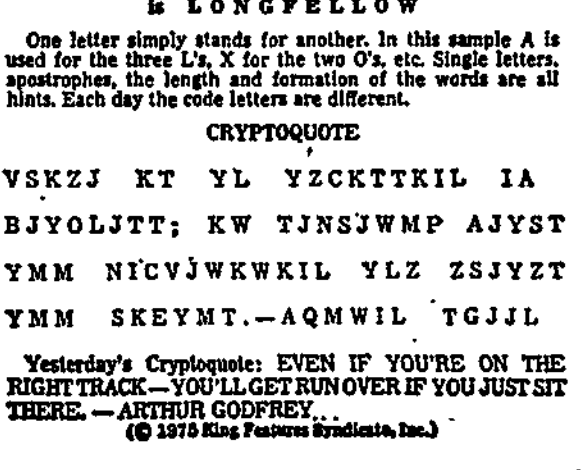 is L O N G F E L L O W
One letter simply stands for another. In this sample A is
used for the three L's, X for the two O's, etc. Single letters,
apostrophes, the length and formation of the words are all
hints. Each day the code letters are different.
CRYPTOQUOTE
VSKZJ KT YL YZCKTTKIL IA
BJYOLJTT; KW TJNSJWMP AJYST
YMM NICVJWKWKIL YLZ ZSJYZT
YMM SKEYMT.—AQMWIL TGJJL
Yesterday's Cryptoquote: EVEN IF YOU'RE ON THE
RIGHT TRACK—YOU'LL GET RUN OVER IF YOU JUST SIT
THERE. — ARTHUR GODFREY
(© 1975 King Features Syndicate, Inc.)